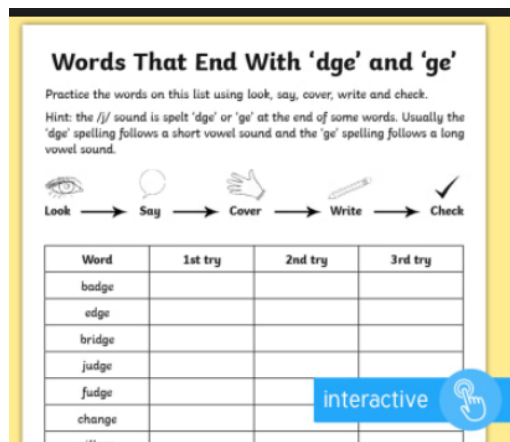 Words That End With ‘dge’ and ‘ge’
Practice the words on this list using look, say, cover, write and check.
Hint: the /j/ sound is spelt ‘dge’ or ‘ge’ at the end of some words. Usually the
‘dge’ spelling follows a short vowel sound and the ‘ge’ spelling follows a long
vowel sound.
Look Say Cover Write Check
Word 1st try 2nd try 3rd try
badge
edge
bridge
judge
fudge
change
interactive